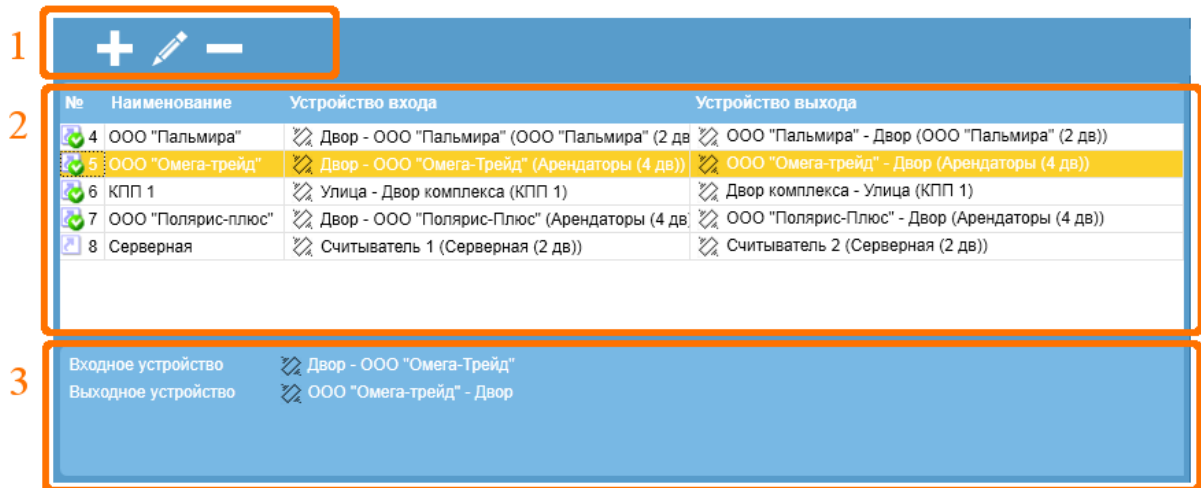 1
2
№ Наименование Устройство входа Устройство выхода
4 ООО "Пальмира" Двор - ООО "Пальмира" (ООО "Пальмира" (2 дв ООО "Пальмира" - Двор (ООО "Пальмира" (2 дв))
5 ООО "Омега-трейд" Двор - ООО "Омега-Трейд" (Арендаторы (4 дв)) ООО "Омега-трейд" - Двор (Арендаторы (4 дв))
6 КПП 1 Улица - Двор комплекса (КПП 1) Двор комплекса - Улица (КПП 1)
7 ООО "Полярис-плюс" Двор - ООО "Полярис-Плюс" (Арендаторы (4 дв) ООО "Полярис-Плюс" - Двор (Арендаторы (4 дв))
8 Серверная Считыватель 1 (Серверная (2 дв)) Считыватель 2 (Серверная (2 дв))
3
Входное устройство Двор - ООО "Омега-Трейд"
Выходное устройство ООО "Омега-трейд" - Двор